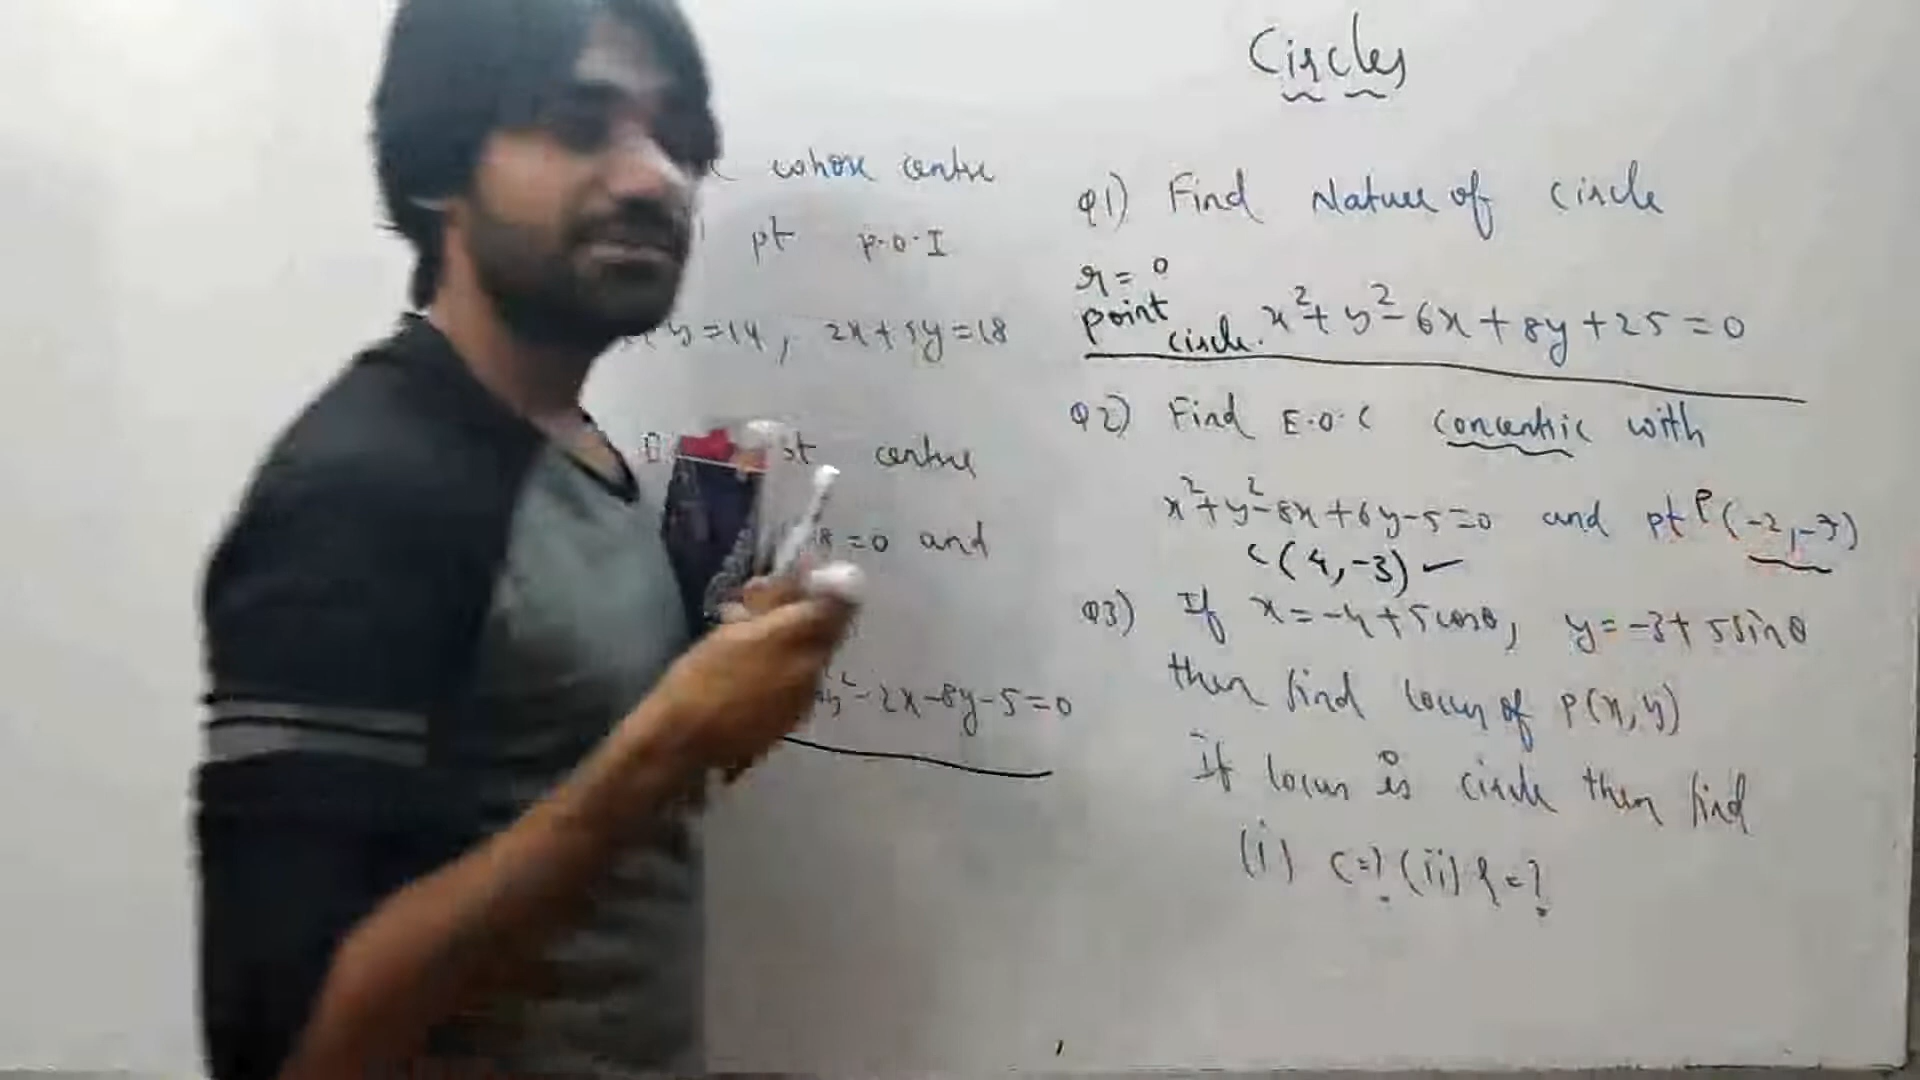 Circles
whose centre
pt P.O.I
y=14, 2x+5y=18
st centre
8=0 and
y²-2x-8y-5=0
Q1) Find Nature of circle
r=0
point circle. x²+y²-6x+8y+25=0
Q2) Find E.O.C concentric with
x²+y²-8x+6y-5=0 and pt P(-2,-7)
C(4,-3)
Q3) If x=-4+5cosθ, y=-3+5sinθ
then find locus of P(x,y)
If locus is circle then find
(i) C=? (ii) r=?